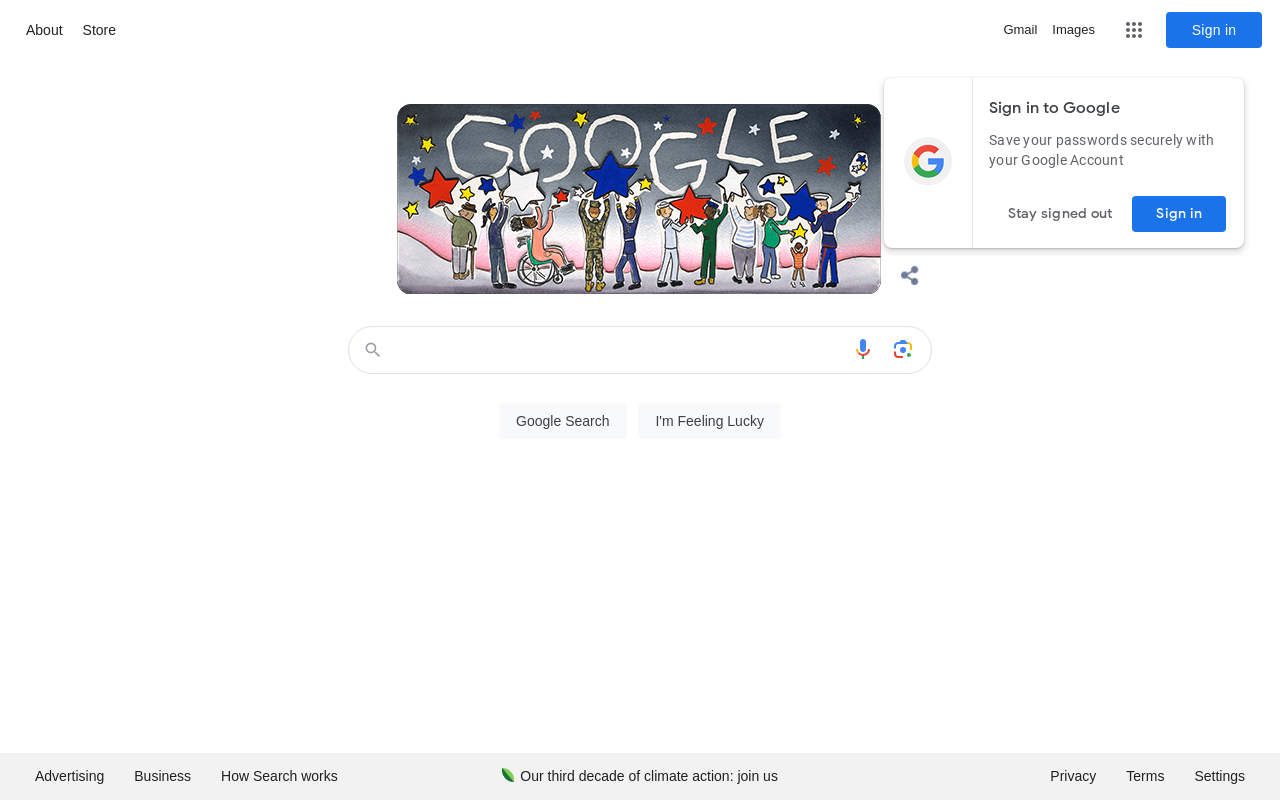 About Store
Gmail Images Sign in
GOOGLE
Sign in to Google
Save your passwords securely with
your Google Account
Stay signed out Sign in
Google Search I'm Feeling Lucky
Advertising Business How Search works Our third decade of climate action: join us Privacy Terms Settings